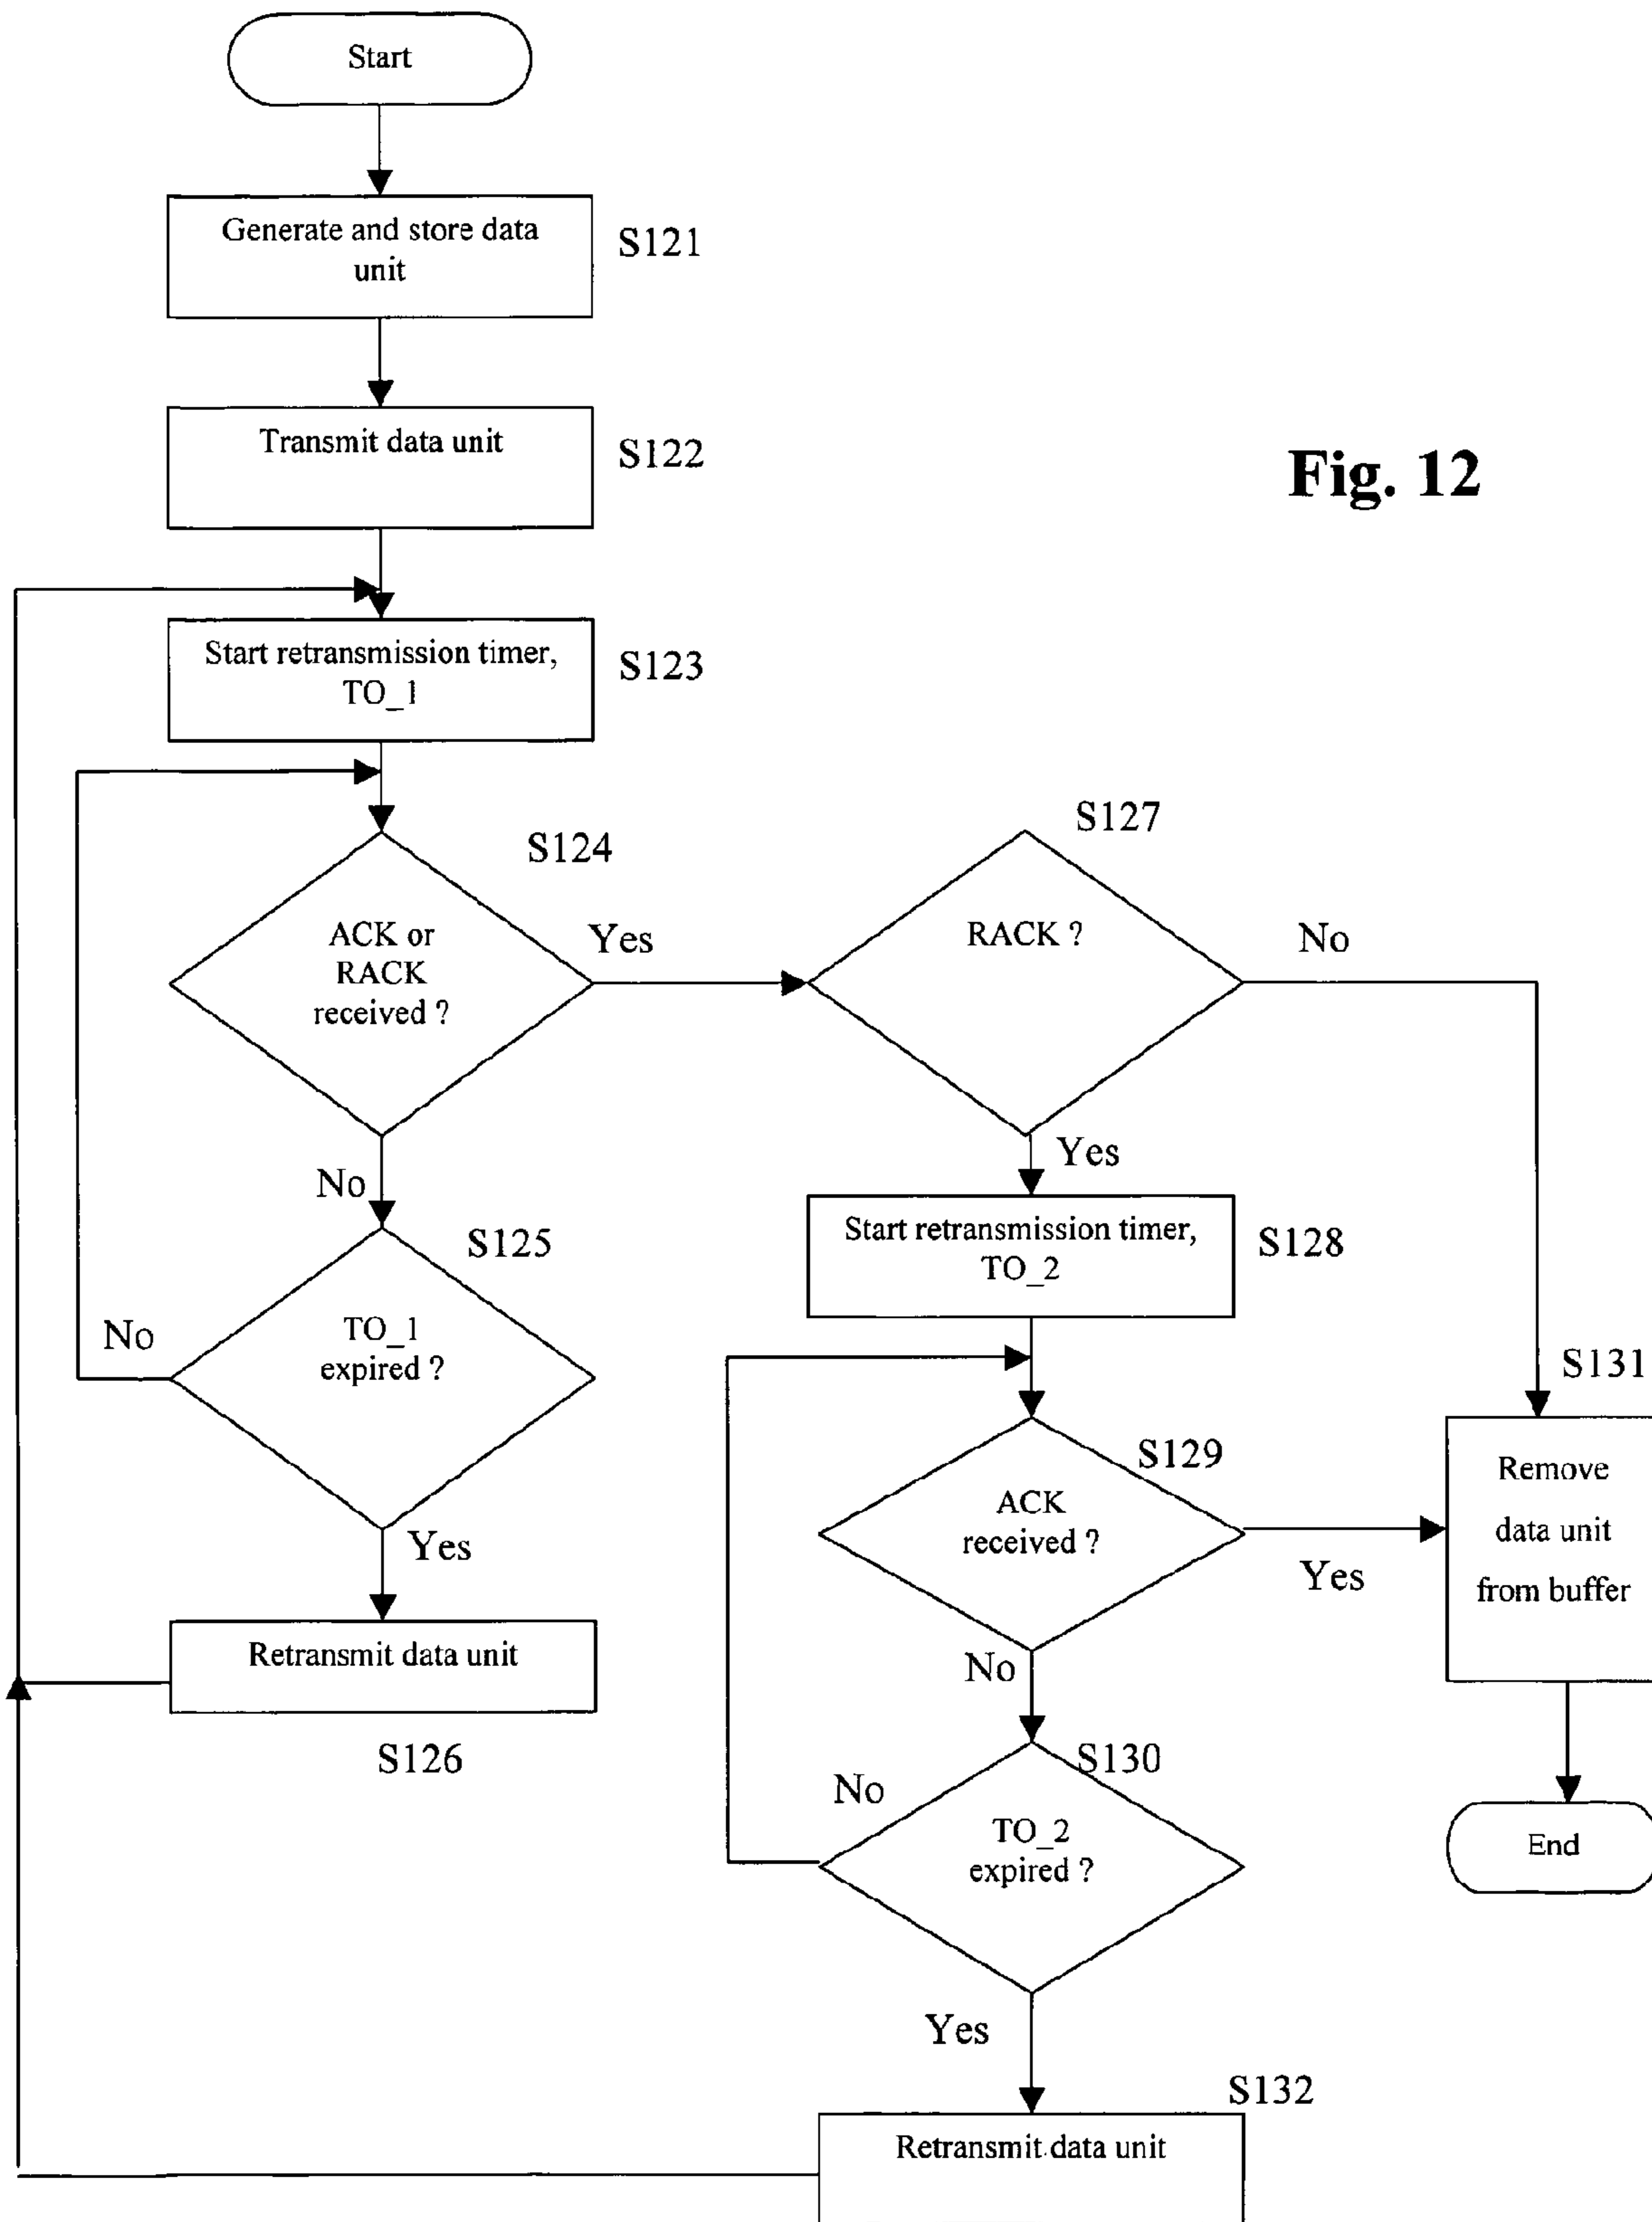 Start
Generate and store data
unit
S121
Transmit data unit
S122
Fig. 12
Start retransmission timer,
TO_1
S123
S124
ACK or
RACK
received ?
Yes
S127
RACK ?
No
No
Yes
S125
TO_1
expired ?
No
Start retransmission timer,
TO_2
S128
S131
S129
ACK
received ?
Yes
Remove
data unit
from buffer
Yes
Retransmit data unit
S126
No
S130
No
TO_2
expired ?
End
Yes
S132
Retransmit data unit